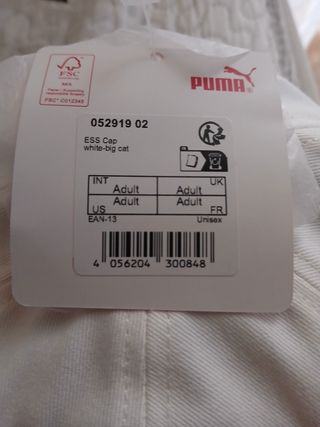 FSC
MIX
Paper | Supporting
responsible forestry
FSC® C012345
PUMA
052919 02
ESS Cap
white-big cat
INT
UK
Adult
Adult
Adult
Adult
US
FR
EAN-13
Unisex
4 056204 300848